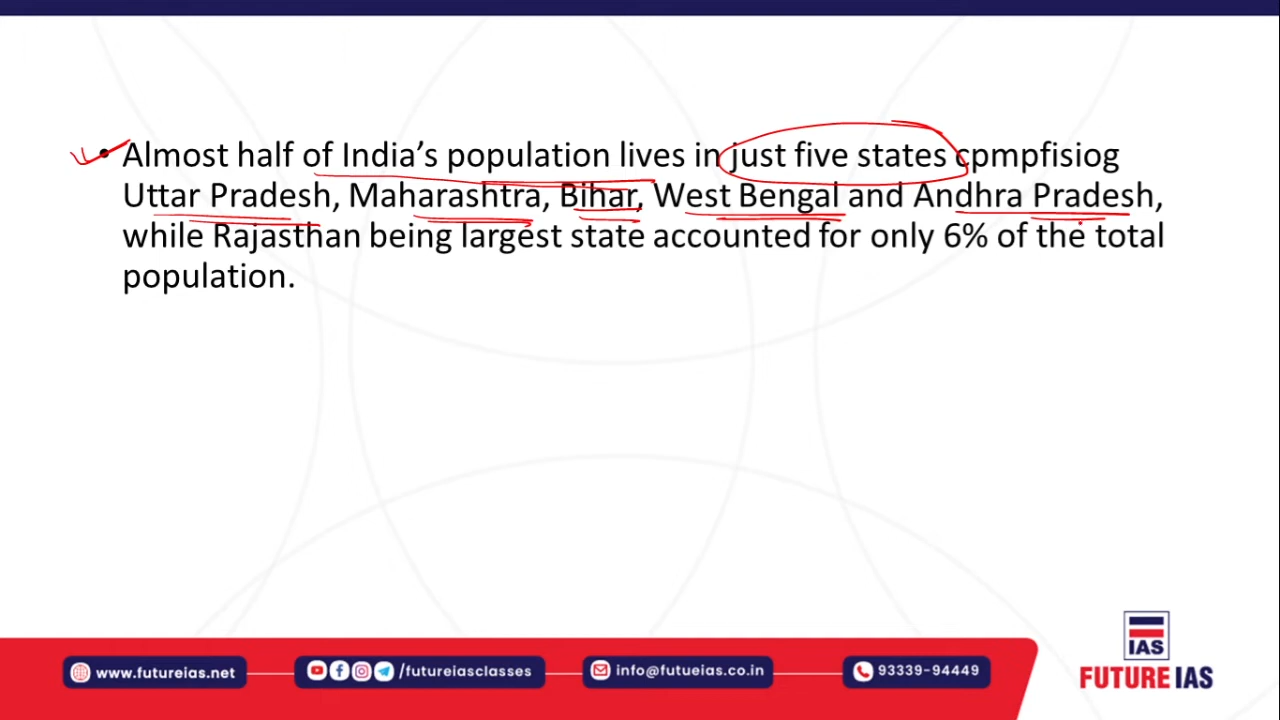 • Almost half of India's population lives in just five states cpmpfisiog
Uttar Pradesh, Maharashtra, Bihar, West Bengal and Andhra Pradesh,
while Rajasthan being largest state accounted for only 6% of the total
population.
IAS
www.futureias.net
/futureiasclasses
info@futueias.co.in
93339-94449
FUTURE IAS